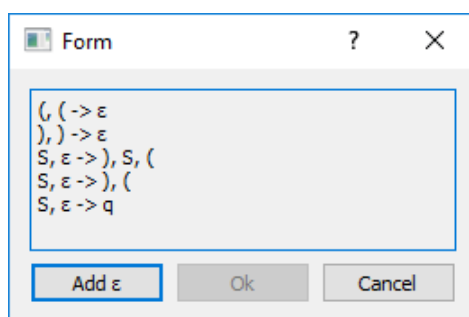 Form
(, ( -> ε
), ) -> ε
S, ε -> ), S, (
S, ε -> ), (
S, ε -> q
Add ε Ok Cancel